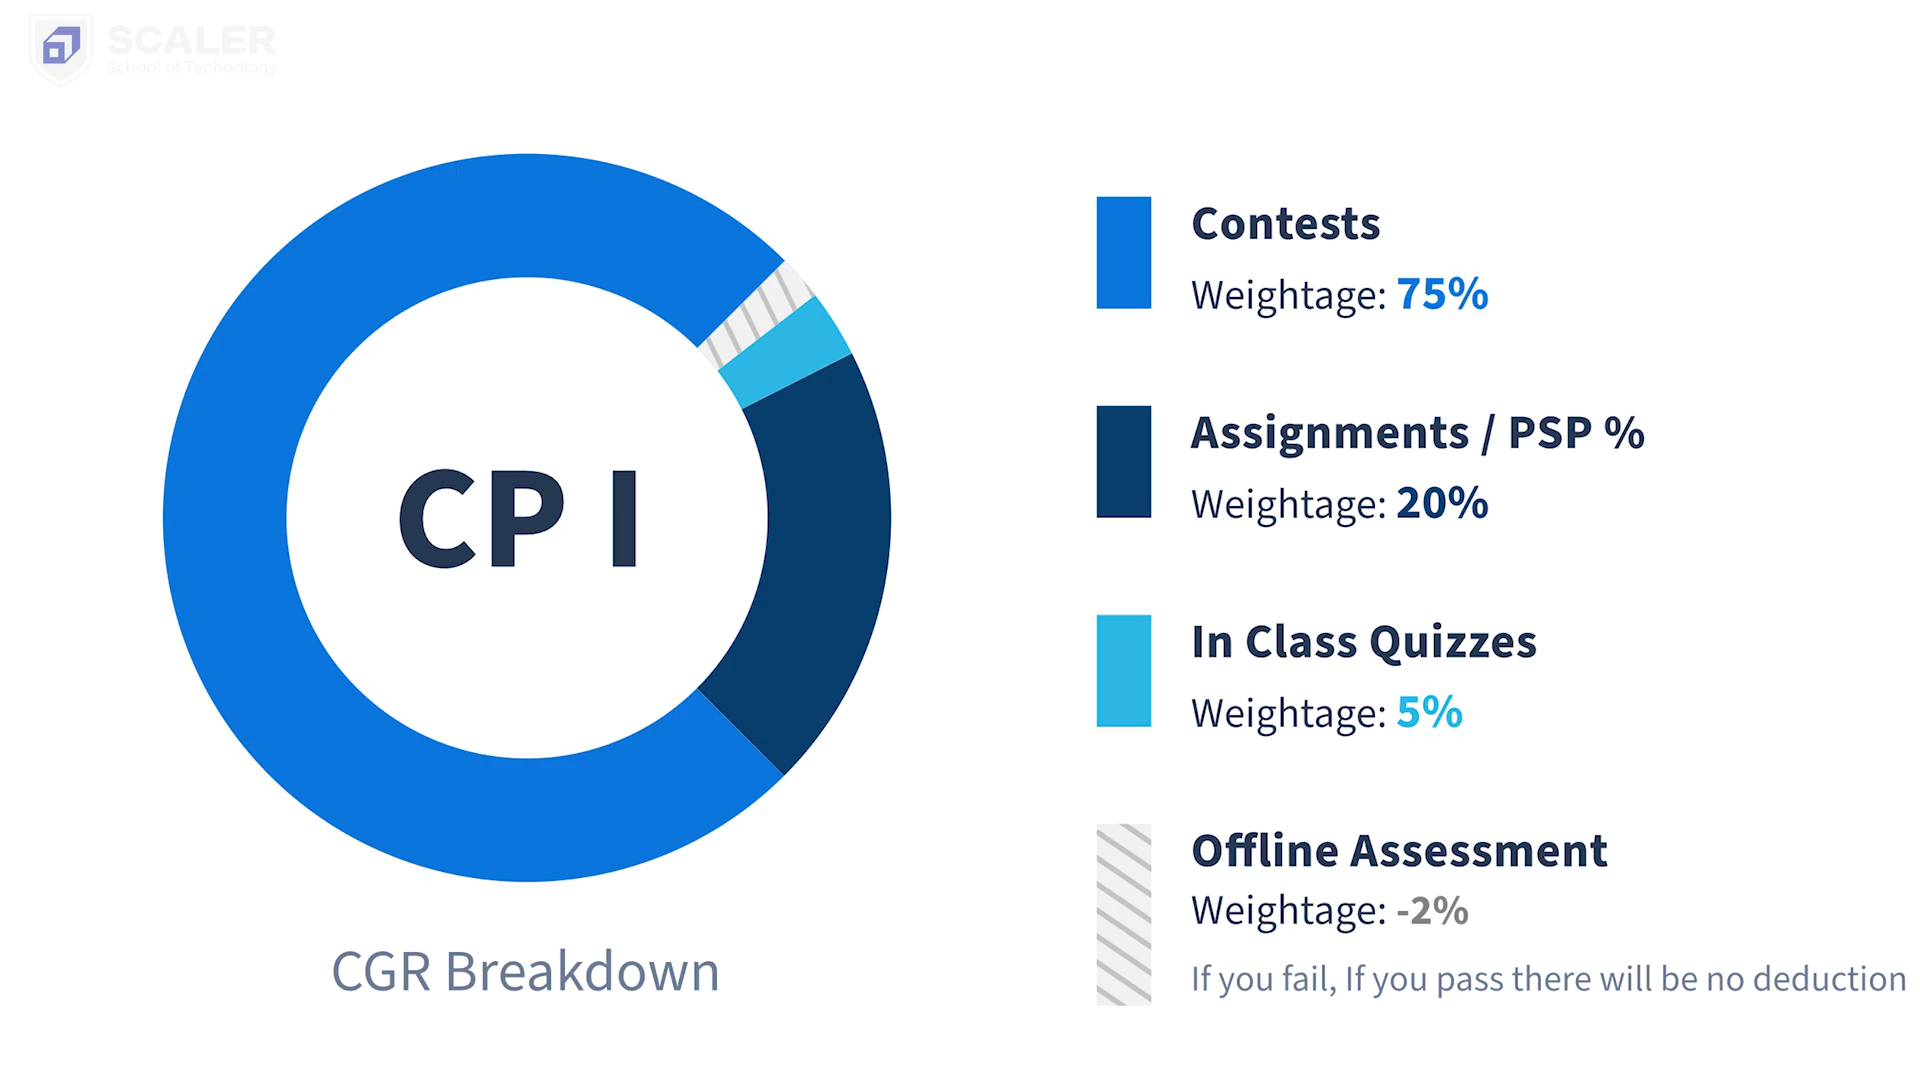 SCALER
School of Technology
CP I
CGR Breakdown
Contests
Weightage: 75%
Assignments / PSP %
Weightage: 20%
In Class Quizzes
Weightage: 5%
Offline Assessment
Weightage: -2%
If you fail, If you pass there will be no deduction